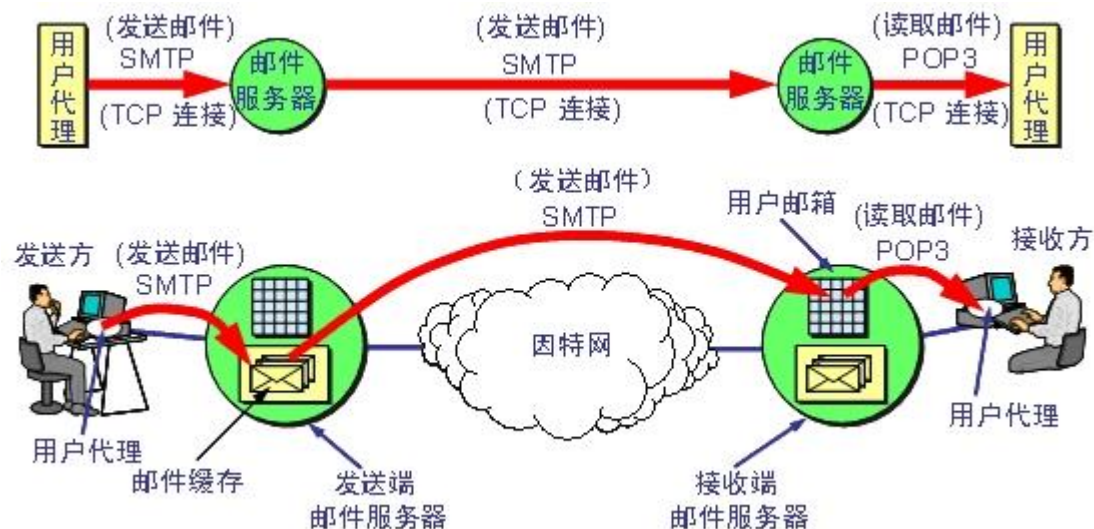 用户代理
(发送邮件)
SMTP
(TCP 连接)
邮件
服务器
(发送邮件)
SMTP
(TCP 连接)
邮件
服务器
(读取邮件)
POP3
(TCP 连接)
用户代理
(发送邮件)
SMTP
用户邮箱
(读取邮件)
POP3
接收方
发送方
(发送邮件)
SMTP
因特网
用户代理
邮件缓存
发送端
邮件服务器
接收端
邮件服务器
用户代理